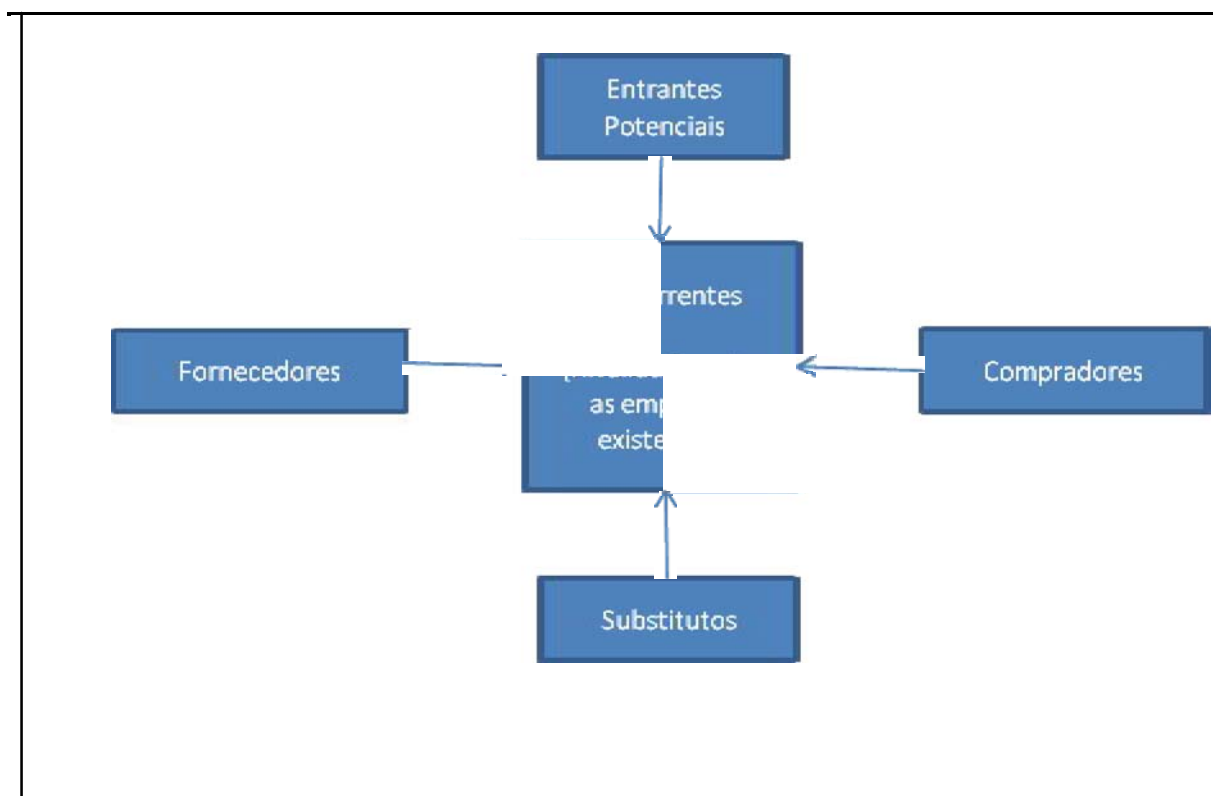 Entrantes
Potenciais
rrentes
Fornecedores
Compradores
as emp
existe
Substitutos